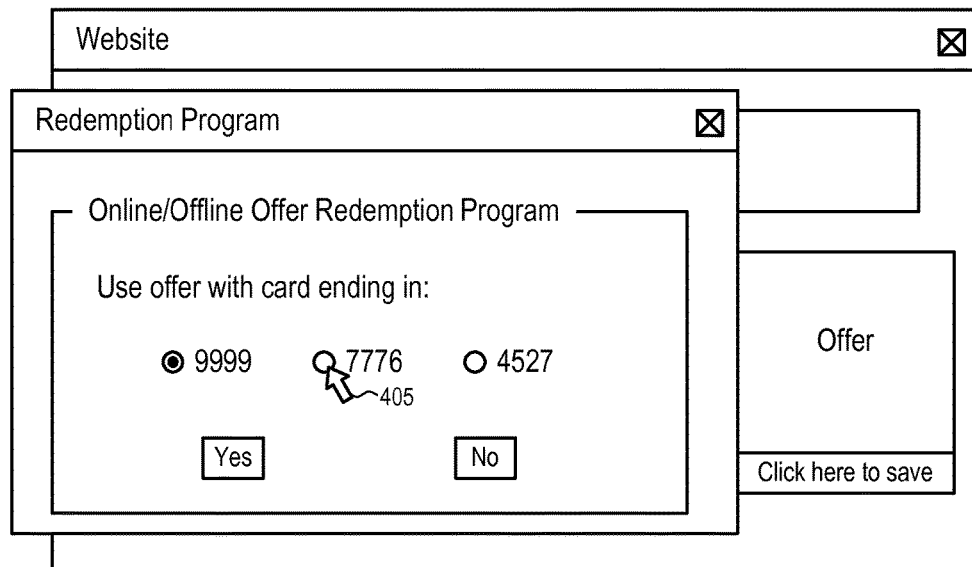 Website
Redemption Program
Online/Offline Offer Redemption Program
Use offer with card ending in:
9999 7776 4527
405
Yes No
Offer
Click here to save